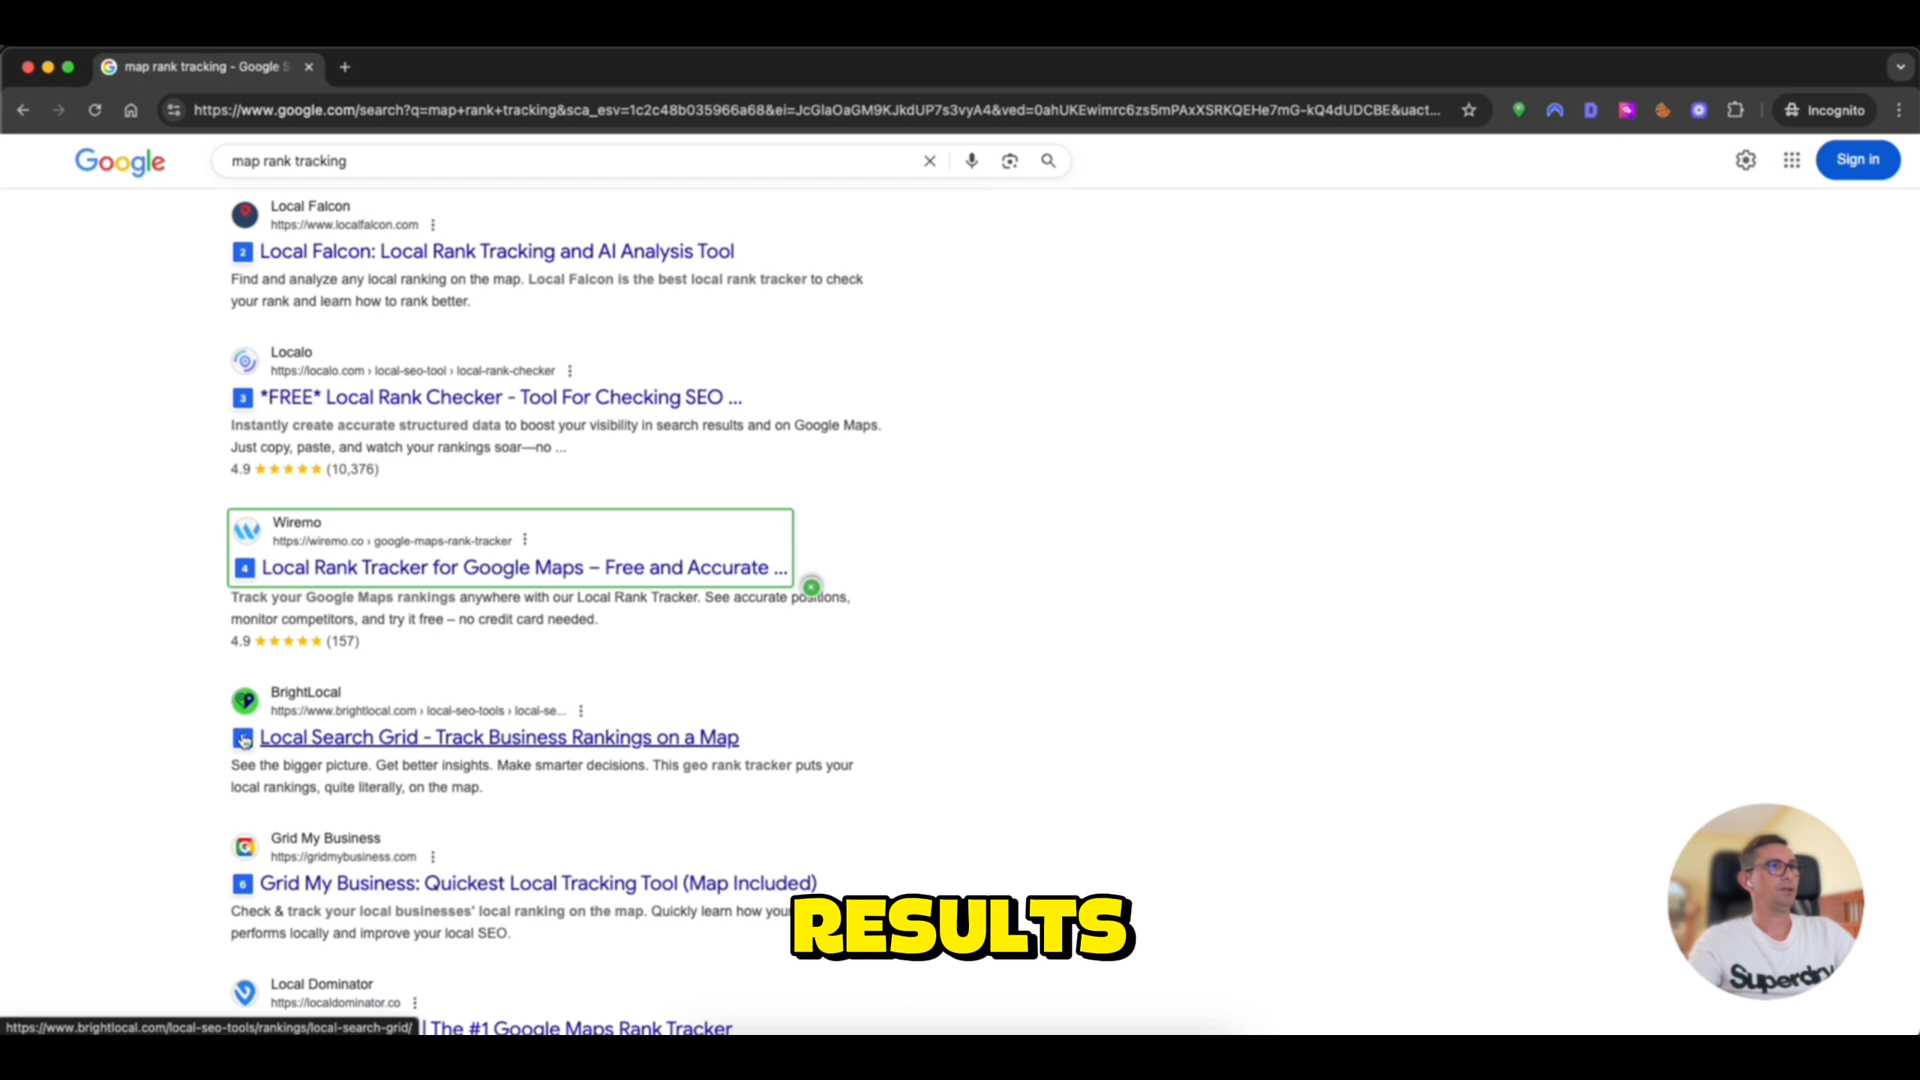 map rank tracking - Google S
https://www.google.com/search?q=map+rank+tracking&sca_esv=1c2c48b035966a68&ei=JcGlaOaGM9KJkdUP7s3vyA4&ved=0ahUKEwimrc6zs5mPAxXSRKQEHe7mG-kQ4dUDCBE&uact...
Incognito
Google
map rank tracking
Sign in
Local Falcon
https://www.localfalcon.com
2 Local Falcon: Local Rank Tracking and AI Analysis Tool
Find and analyze any local ranking on the map. Local Falcon is the best local rank tracker to check
your rank and learn how to rank better.
Localo
https://localo.com › local-seo-tool › local-rank-checker
3 *FREE* Local Rank Checker - Tool For Checking SEO ...
Instantly create accurate structured data to boost your visibility in search results and on Google Maps.
Just copy, paste, and watch your rankings soar—no ...
4.9 ★★★★★ (10,376)
Wiremo
https://wiremo.co › google-maps-rank-tracker
4 Local Rank Tracker for Google Maps – Free and Accurate ...
Track your Google Maps rankings anywhere with our Local Rank Tracker. See accurate positions,
monitor competitors, and try it free – no credit card needed.
4.9 ★★★★★ (157)
BrightLocal
https://www.brightlocal.com › local-seo-tools › local-se...
Local Search Grid - Track Business Rankings on a Map
See the bigger picture. Get better insights. Make smarter decisions. This geo rank tracker puts your
local rankings, quite literally, on the map.
Grid My Business
https://gridmybusiness.com
6 Grid My Business: Quickest Local Tracking Tool (Map Included)
Check & track your local businesses' local ranking on the map. Quickly learn how
performs locally and improve your local SEO.
RESULTS
Local Dominator
https://localdominator.co
| The #1 Google Maps Rank Tracker
https://www.brightlocal.com/local-seo-tools/rankings/local-search-grid/
Superdry